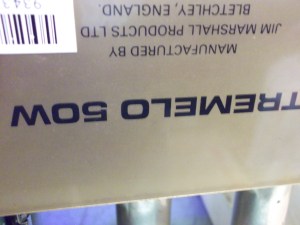 TREMELO 50W
MANUFACTURED BY
JIM MARSHALL PRODUCTS LTD
BLETCHLEY, ENGLAND.